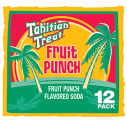 Tahitian
Treat
Fruit
PUNCH
FRUIT PUNCH
FLAVORED SODA
12
PACK